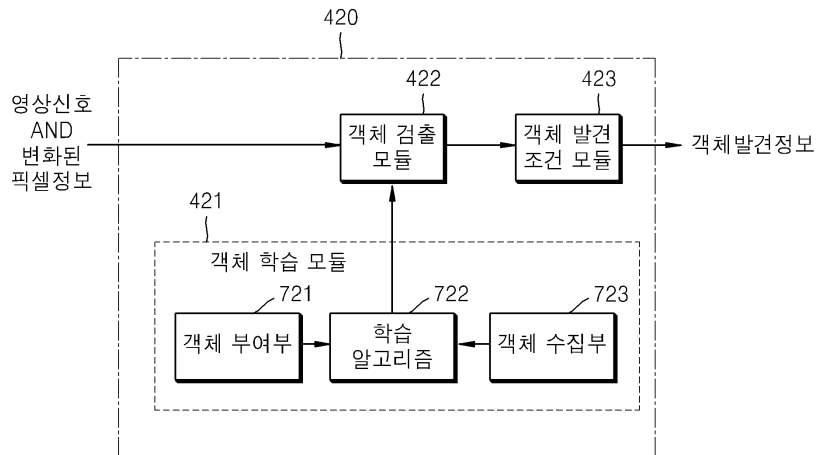 420
영상신호
AND
변화된
픽셀정보
422
객체 검출
모듈
423
객체 발견
조건 모듈
객체발견정보
421
객체 학습 모듈
721
객체 부여부
722
학습
알고리즘
723
객체 수집부